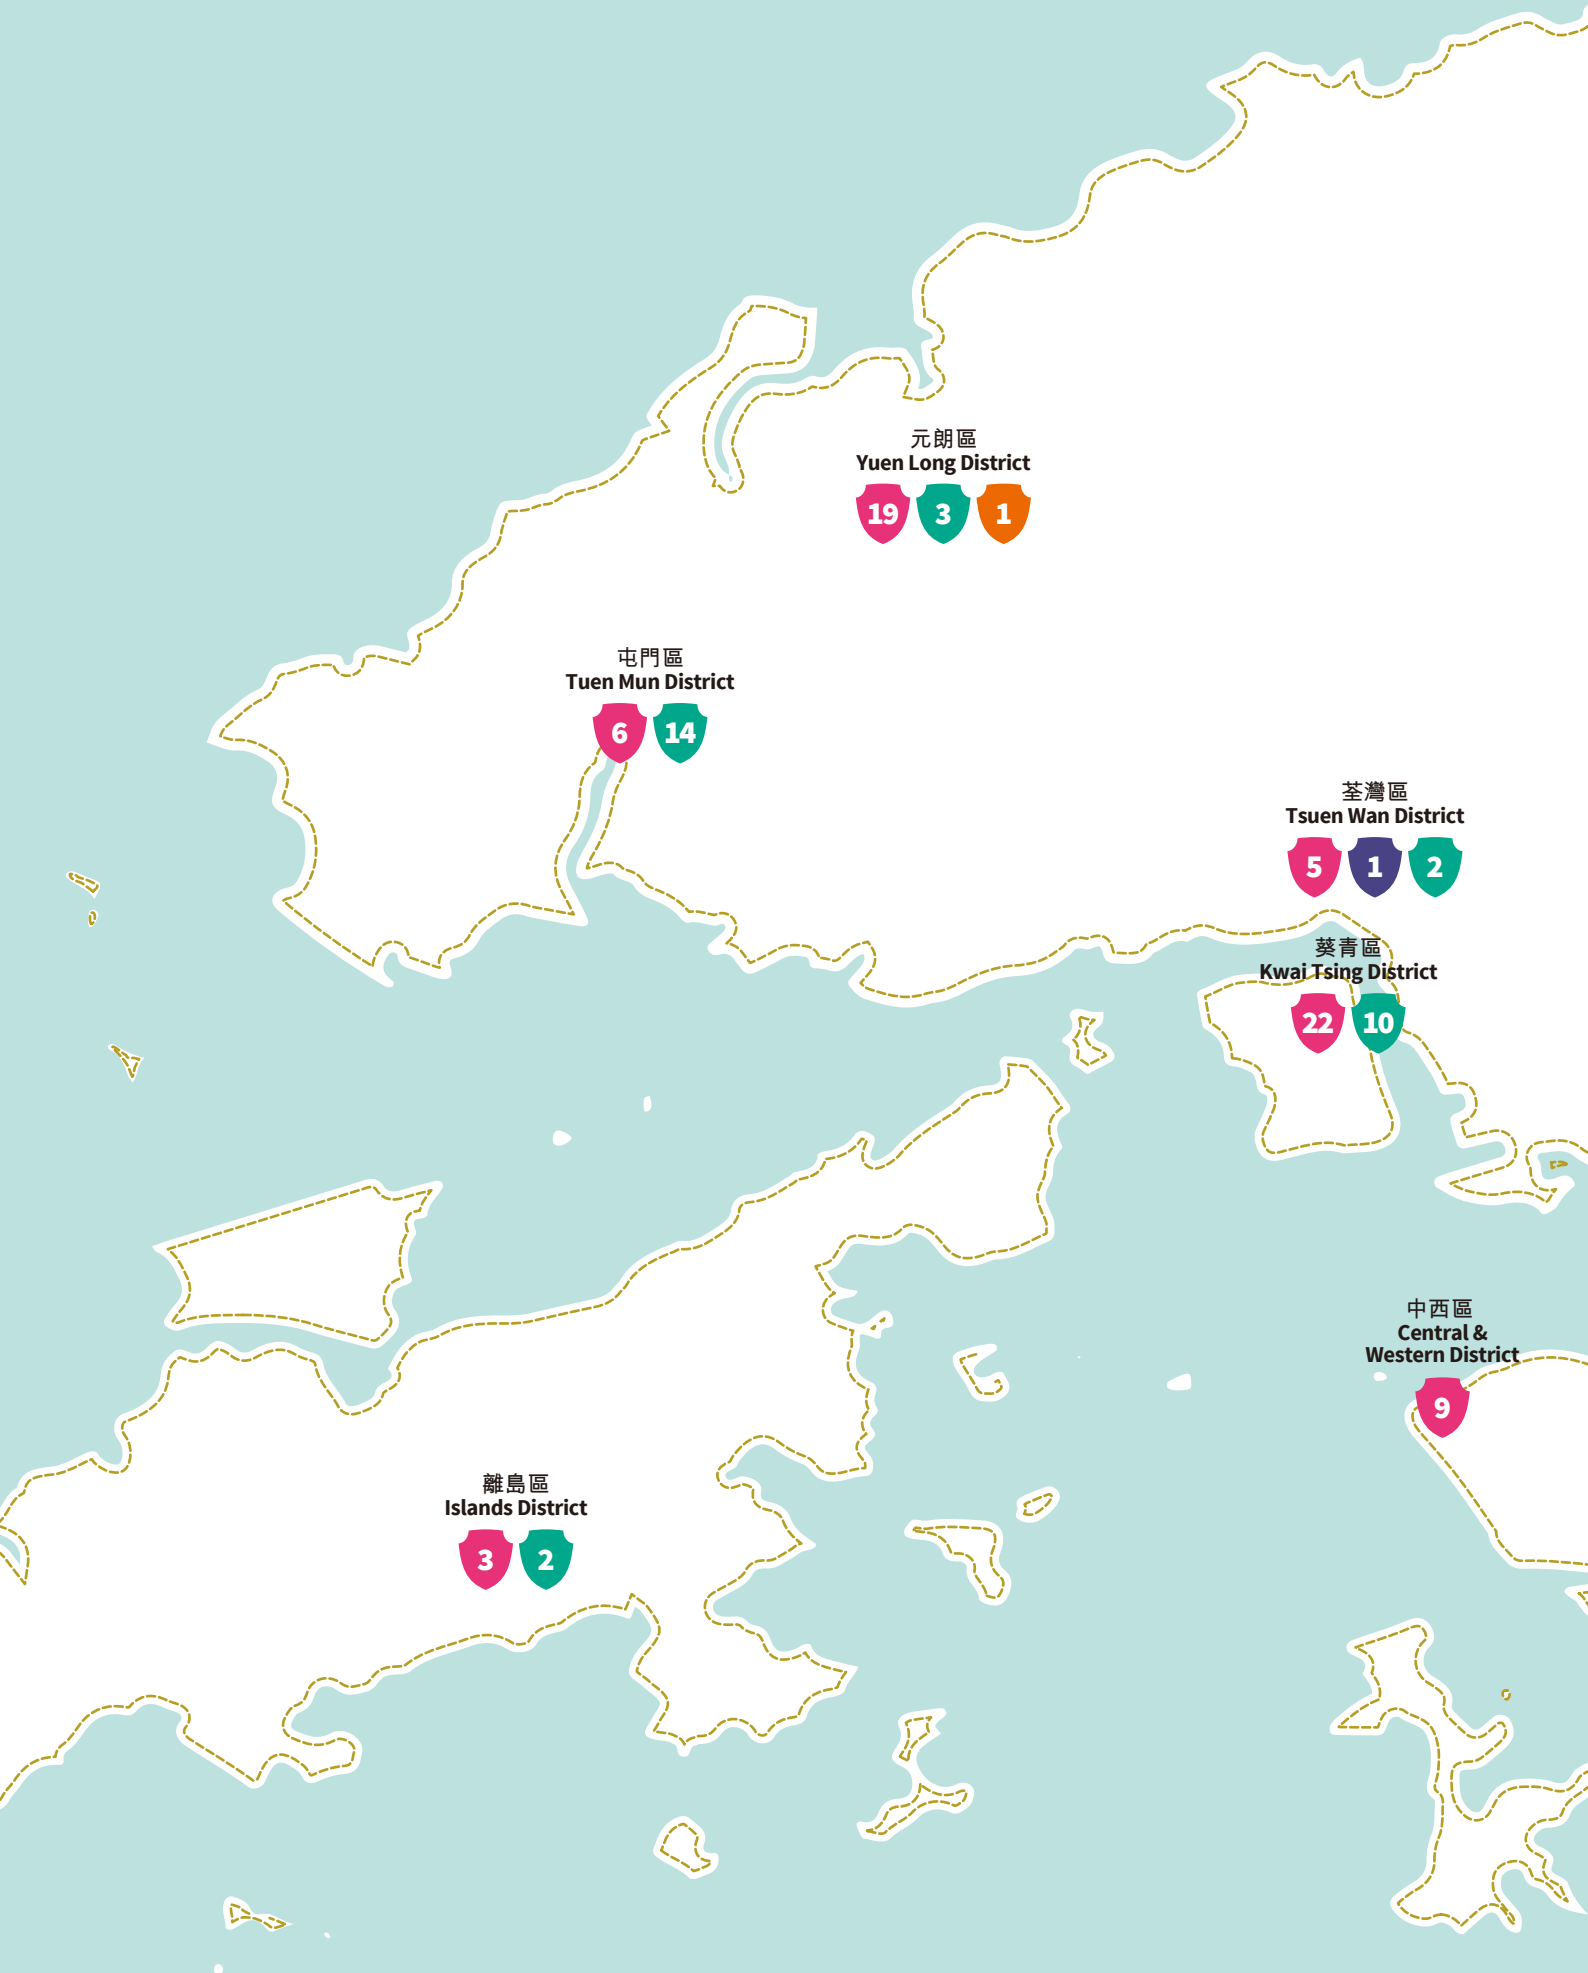 元朗區
Yuen Long District
19 3 1
屯門區
Tuen Mun District
6 14
荃灣區
Tsuen Wan District
5 1 2
葵青區
Kwai Tsing District
22 10
中西區
Central &
Western District
9
離島區
Islands District
3 2